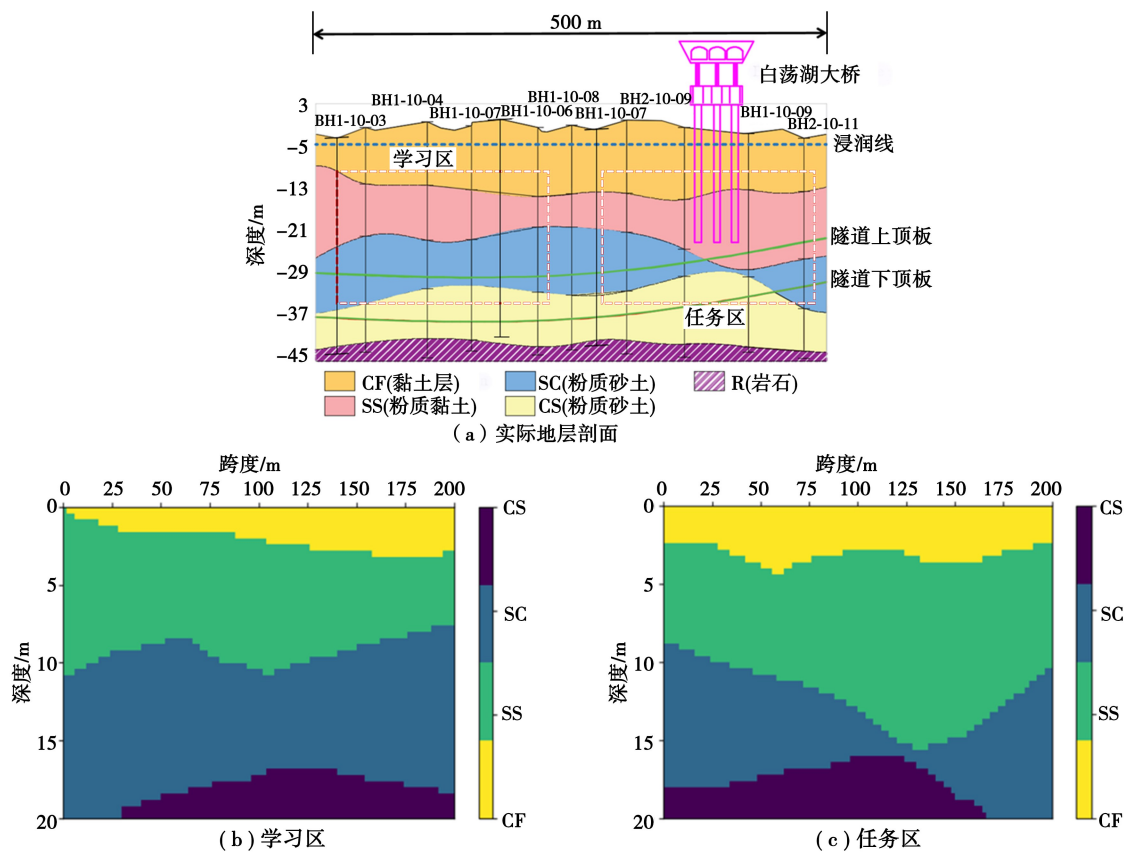 500 m
白荡湖大桥
BH1-10-04
BH1-10-08
BH2-10-09
3
BH1-10-03
BH1-10-07
BH1-10-06
BH1-10-07
BH1-10-09
BH2-10-11
浸润线
学习区
−5
−13
−21
−29
−37
−45
深度/m
隧道上顶板
隧道下顶板
任务区
CF(黏土层)
SC(粉质砂土)
R(岩石)
SS(粉质黏土)
CS(粉质砂土)
(a)实际地层剖面
跨度/m
0 25 50 75 100 125 150 175 200
0
5
10
15
20
深度/m
CS
SC
SS
CF
(b)学习区
跨度/m
0 25 50 75 100 125 150 175 200
0
5
10
15
20
深度/m
CS
SC
SS
CF
(c)任务区